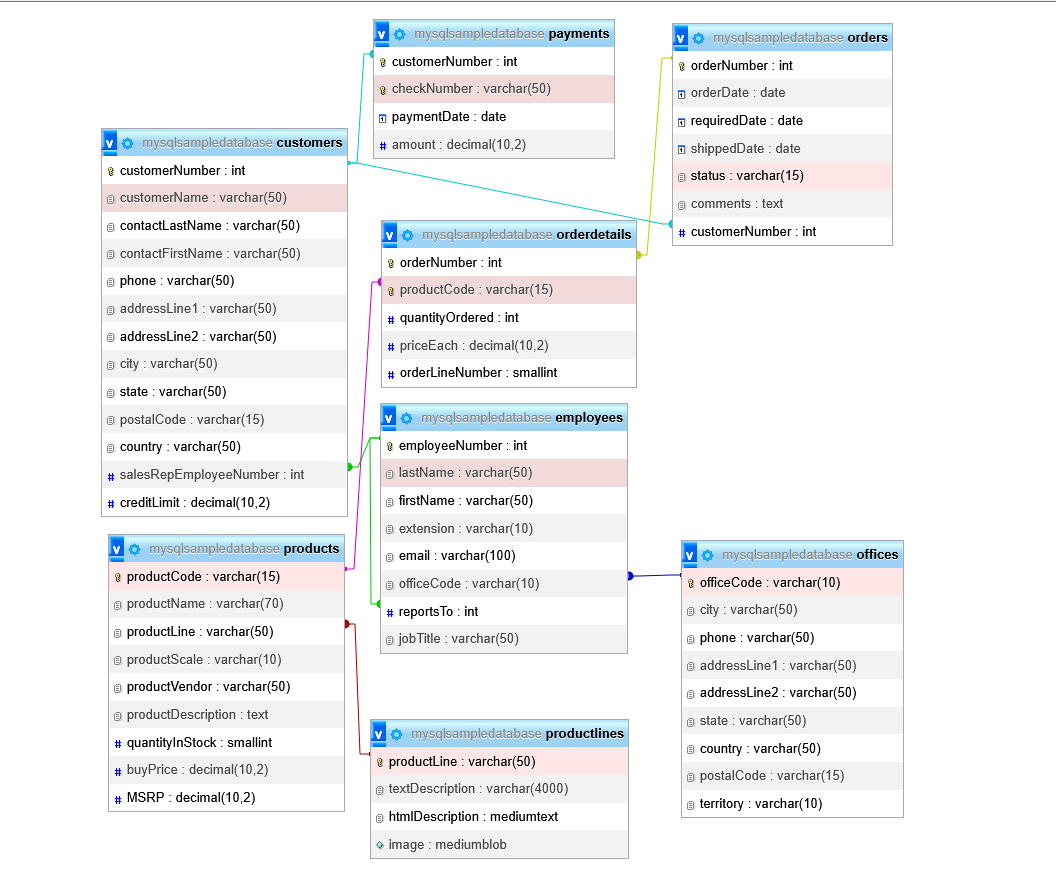 v mysqlsampledatabase payments
customerNumber : int
checkNumber : varchar(50)
paymentDate : date
# amount : decimal(10,2)
v mysqlsampledatabase orders
orderNumber : int
orderDate : date
requiredDate : date
shippedDate : date
status : varchar(15)
comments : text
# customerNumber : int
v mysqlsampledatabase customers
customerNumber : int
customerName : varchar(50)
contactLastName : varchar(50)
contactFirstName : varchar(50)
phone : varchar(50)
addressLine1 : varchar(50)
addressLine2 : varchar(50)
city : varchar(50)
state : varchar(50)
postalCode : varchar(15)
country : varchar(50)
# salesRepEmployeeNumber : int
# creditLimit : decimal(10,2)
v mysqlsampledatabase orderdetails
orderNumber : int
productCode : varchar(15)
# quantityOrdered : int
# priceEach : decimal(10,2)
# orderLineNumber : smallint
v mysqlsampledatabase employees
employeeNumber : int
lastName : varchar(50)
firstName : varchar(50)
extension : varchar(10)
email : varchar(100)
officeCode : varchar(10)
# reportsTo : int
jobTitle : varchar(50)
v mysqlsampledatabase products
productCode : varchar(15)
productName : varchar(70)
productLine : varchar(50)
productScale : varchar(10)
productVendor : varchar(50)
productDescription : text
# quantityInStock : smallint
# buyPrice : decimal(10,2)
# MSRP : decimal(10,2)
v mysqlsampledatabase offices
officeCode : varchar(10)
city : varchar(50)
phone : varchar(50)
addressLine1 : varchar(50)
addressLine2 : varchar(50)
state : varchar(50)
country : varchar(50)
postalCode : varchar(15)
territory : varchar(10)
v mysqlsampledatabase productlines
productLine : varchar(50)
textDescription : varchar(4000)
htmlDescription : mediumtext
image : mediumblob